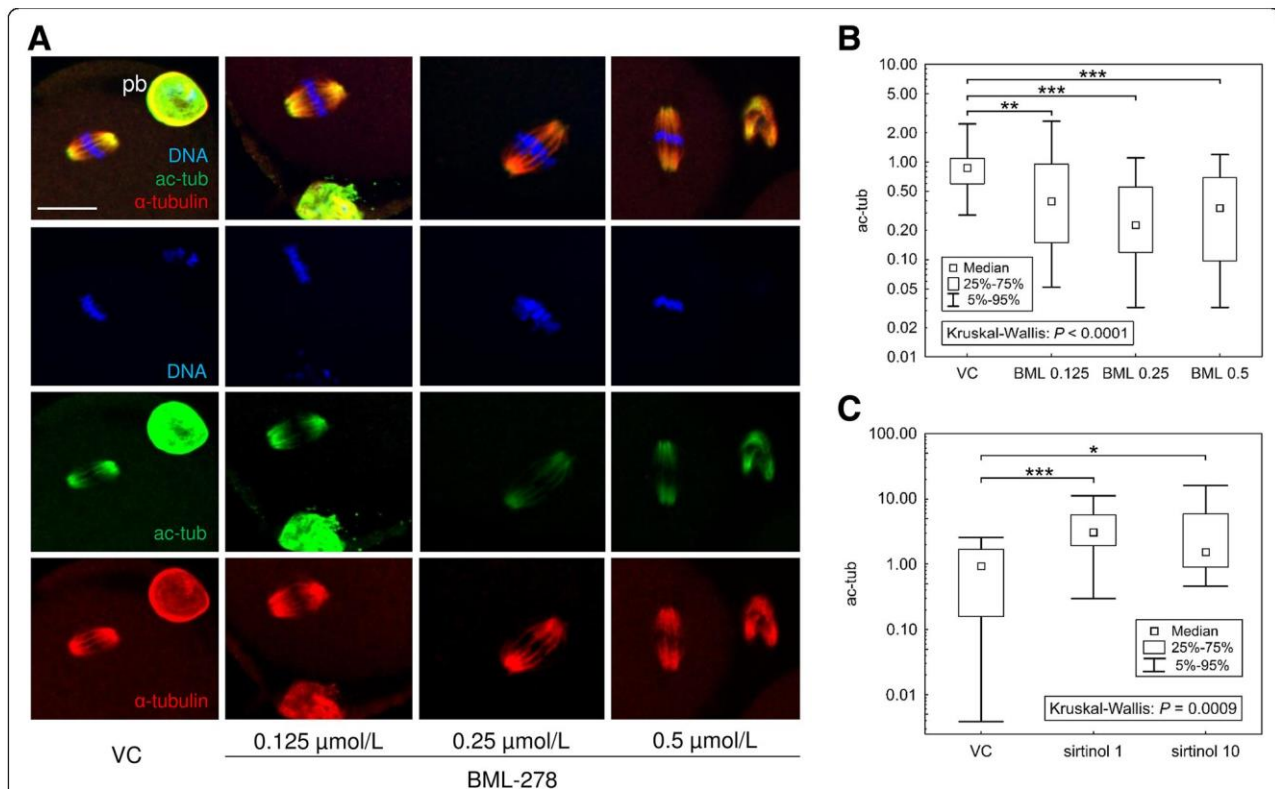 A
pb
DNA
ac-tub
α-tubulin
DNA
ac-tub
α-tubulin
VC
0.125 μmol/L
0.25 μmol/L
0.5 μmol/L
BML-278
B
10.00
5.00
2.00
1.00
0.50
0.20
0.10
0.05
0.02
0.01
ac-tub
***
***
**
Median
25%-75%
5%-95%
Kruskal-Wallis: P < 0.0001
VC BML 0.125 BML 0.25 BML 0.5
C
100.00
10.00
1.00
0.10
0.01
ac-tub
*
***
Median
25%-75%
5%-95%
Kruskal-Wallis: P = 0.0009
VC sirtinol 1 sirtinol 10